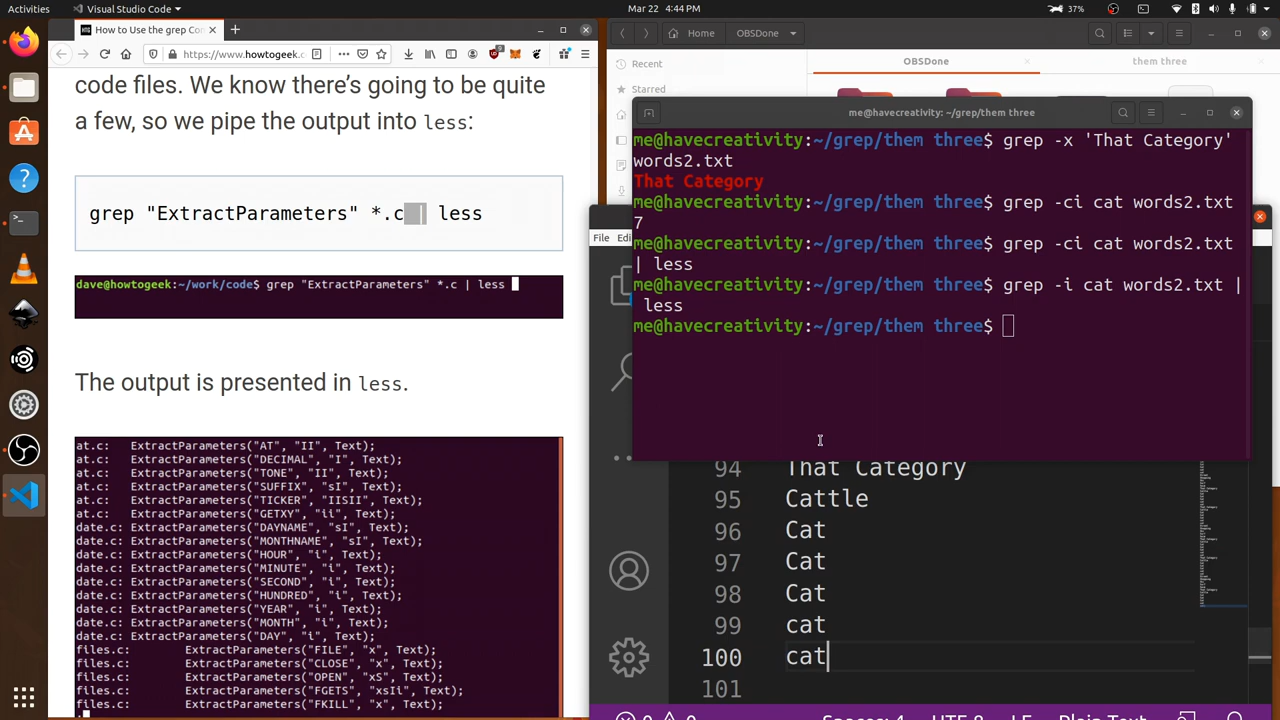 Activities
Visual Studio Code
Mar 22 4:44 PM
37%
How to Use the grep Con
https://www.howtogeek.c
code files. We know there's going to be quite
a few, so we pipe the output into less:
grep "ExtractParameters" *.c | less
dave@howtogeek:~/work/code$ grep "ExtractParameters" *.c | less
The output is presented in less.
at.c: ExtractParameters("AT", "II", Text);
at.c: ExtractParameters("DECIMAL", "I", Text);
at.c: ExtractParameters("TONE", "II", Text);
at.c: ExtractParameters("SUFFIX", "sI", Text);
at.c: ExtractParameters("TICKER", "IISII", Text);
at.c: ExtractParameters("GETXY", "ii", Text);
date.c: ExtractParameters("DAYNAME", "sI", Text);
date.c: ExtractParameters("MONTHNAME", "sI", Text);
date.c: ExtractParameters("HOUR", "i", Text);
date.c: ExtractParameters("MINUTE", "i", Text);
date.c: ExtractParameters("SECOND", "i", Text);
date.c: ExtractParameters("HUNDRED", "i", Text);
date.c: ExtractParameters("YEAR", "i", Text);
date.c: ExtractParameters("MONTH", "i", Text);
date.c: ExtractParameters("DAY", "i", Text);
files.c: ExtractParameters("FILE", "x", Text);
files.c: ExtractParameters("CLOSE", "x", Text);
files.c: ExtractParameters("OPEN", "xS", Text);
files.c: ExtractParameters("FGETS", "xsIi", Text);
files.c: ExtractParameters("FKILL", "x", Text);
:
Home
OBSDone
Recent
Starred
OBSDone
them three
me@havecreativity: ~/grep/them three
me@havecreativity:~/grep/them three$ grep -x 'That Category'
words2.txt
That Category
me@havecreativity:~/grep/them three$ grep -ci cat words2.txt
7
me@havecreativity:~/grep/them three$ grep -ci cat words2.txt
| less
me@havecreativity:~/grep/them three$ grep -i cat words2.txt |
less
me@havecreativity:~/grep/them three$
File Edi
94 That Category
95 Cattle
96 Cat
97 Cat
98 Cat
99 cat
100 cat
101
0 0 Spaces: 4 UTF-8 LF Plain Text